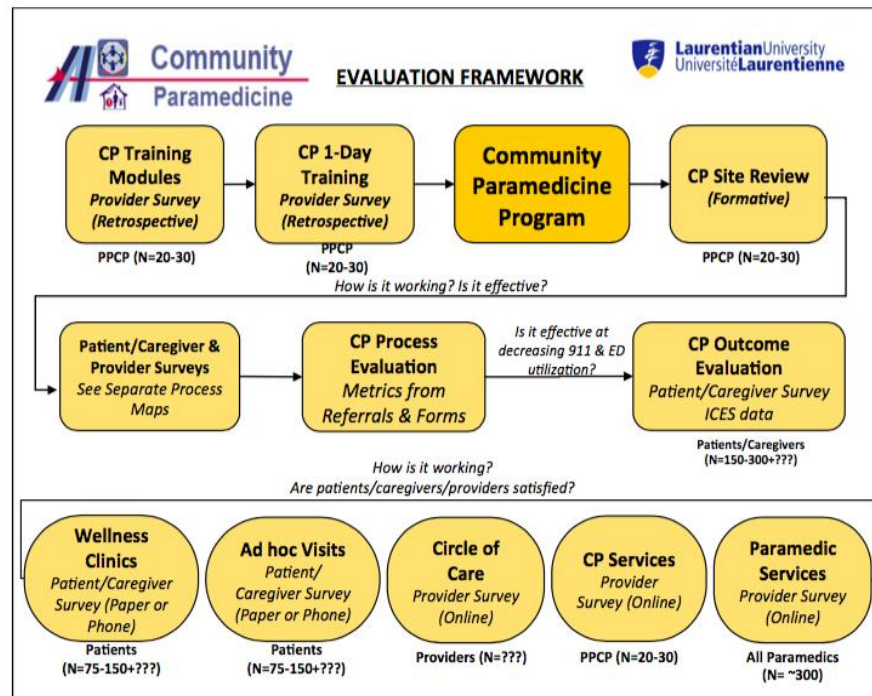 Community
Paramedicine
EVALUATION FRAMEWORK
LaurentianUniversity
UniversitéLaurentienne
CP Training
Modules
Provider Survey
(Retrospective)
PPCP (N=20-30)
CP 1-Day
Training
Provider Survey
(Retrospective)
PPCP
(N=20-30)
Community
Paramedicine
Program
CP Site Review
(Formative)
PPCP (N=20-30)
How is it working? Is it effective?
Patient/Caregiver &
Provider Surveys
See Separate Process
Maps
CP Process
Evaluation
Metrics from
Referrals & Forms
Is it effective at
decreasing 911 & ED
utilization?
CP Outcome
Evaluation
Patient/Caregiver Survey
ICES data
Patients/Caregivers
(N=150-300+???)
How is it working?
Are patients/caregivers/providers satisfied?
Wellness
Clinics
Patient/Caregiver
Survey (Paper or
Phone)
Patients
(N=75-150+???)
Ad hoc Visits
Patient/
Caregiver Survey
(Paper or Phone)
Patients
(N=75-150+???)
Circle of
Care
Provider Survey
(Online)
Providers (N=???)
CP Services
Provider
Survey (Online)
PPCP (N=20-30)
Paramedic
Services
Provider Survey
(Online)
All Paramedics
(N= ~300)